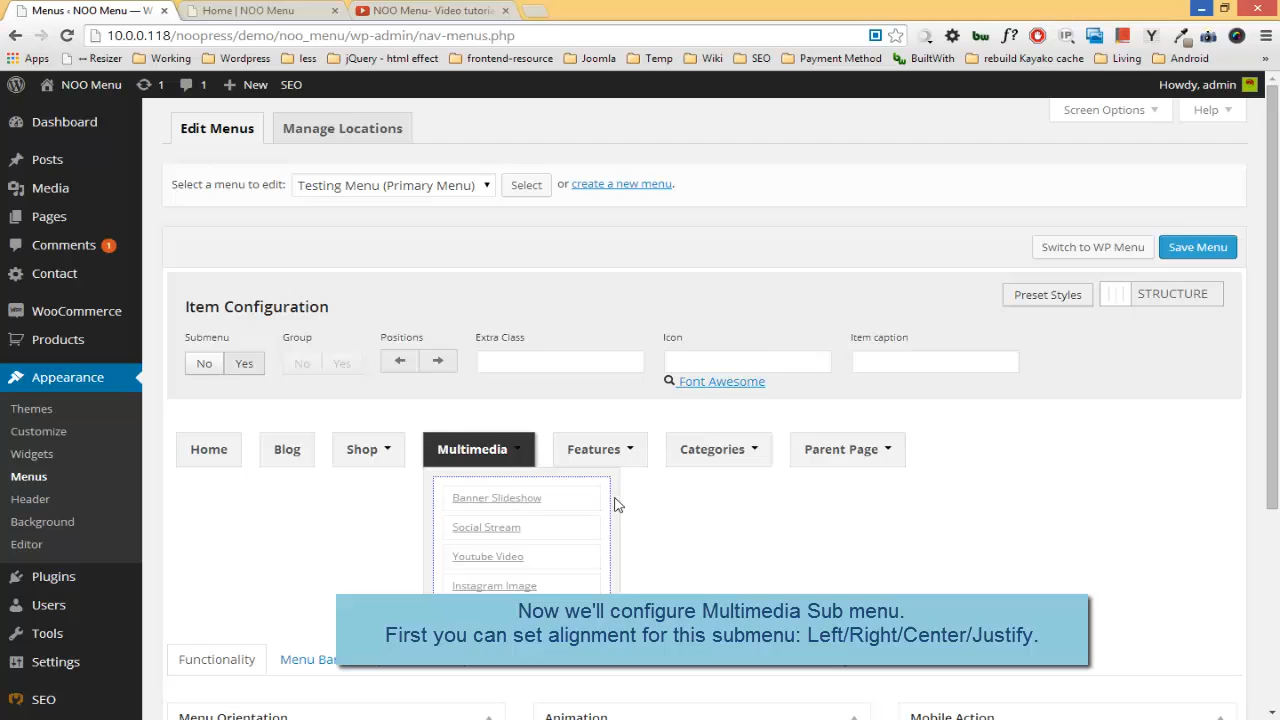 Menus ‹ NOO Menu — W
Home | NOO Menu
NOO Menu- Video tutoria
10.0.0.118/noopress/demo/noo_menu/wp-admin/nav-menus.php
Apps
↔ Resizer
Working
Wordpress
less
jQuery - html effect
frontend-resource
Joomla
Temp
Wiki
SEO
Payment Method
BuiltWith
rebuild Kayako cache
Living
Android
»
NOO Menu
1
1
New
SEO
Howdy, admin
Dashboard
Posts
Media
Pages
Comments 1
Contact
WooCommerce
Products
Appearance
Themes
Customize
Widgets
Menus
Header
Background
Editor
Plugins
Users
Tools
Settings
SEO
Screen Options
Help
Edit Menus
Manage Locations
Select a menu to edit:
Testing Menu (Primary Menu)
Select
or create a new menu.
Switch to WP Menu
Save Menu
Item Configuration
Preset Styles
STRUCTURE
Submenu
Group
Positions
Extra Class
Icon
Item caption
No
Yes
No
Yes
Font Awesome
Home
Blog
Shop
Multimedia
Features
Categories
Parent Page
Banner Slideshow
Social Stream
Youtube Video
Instagram Image
Now we'll configure Multimedia Sub menu.
First you can set alignment for this submenu: Left/Right/Center/Justify.
Functionality
Menu Bar
Menu Orientation
Animation
Mobile Action